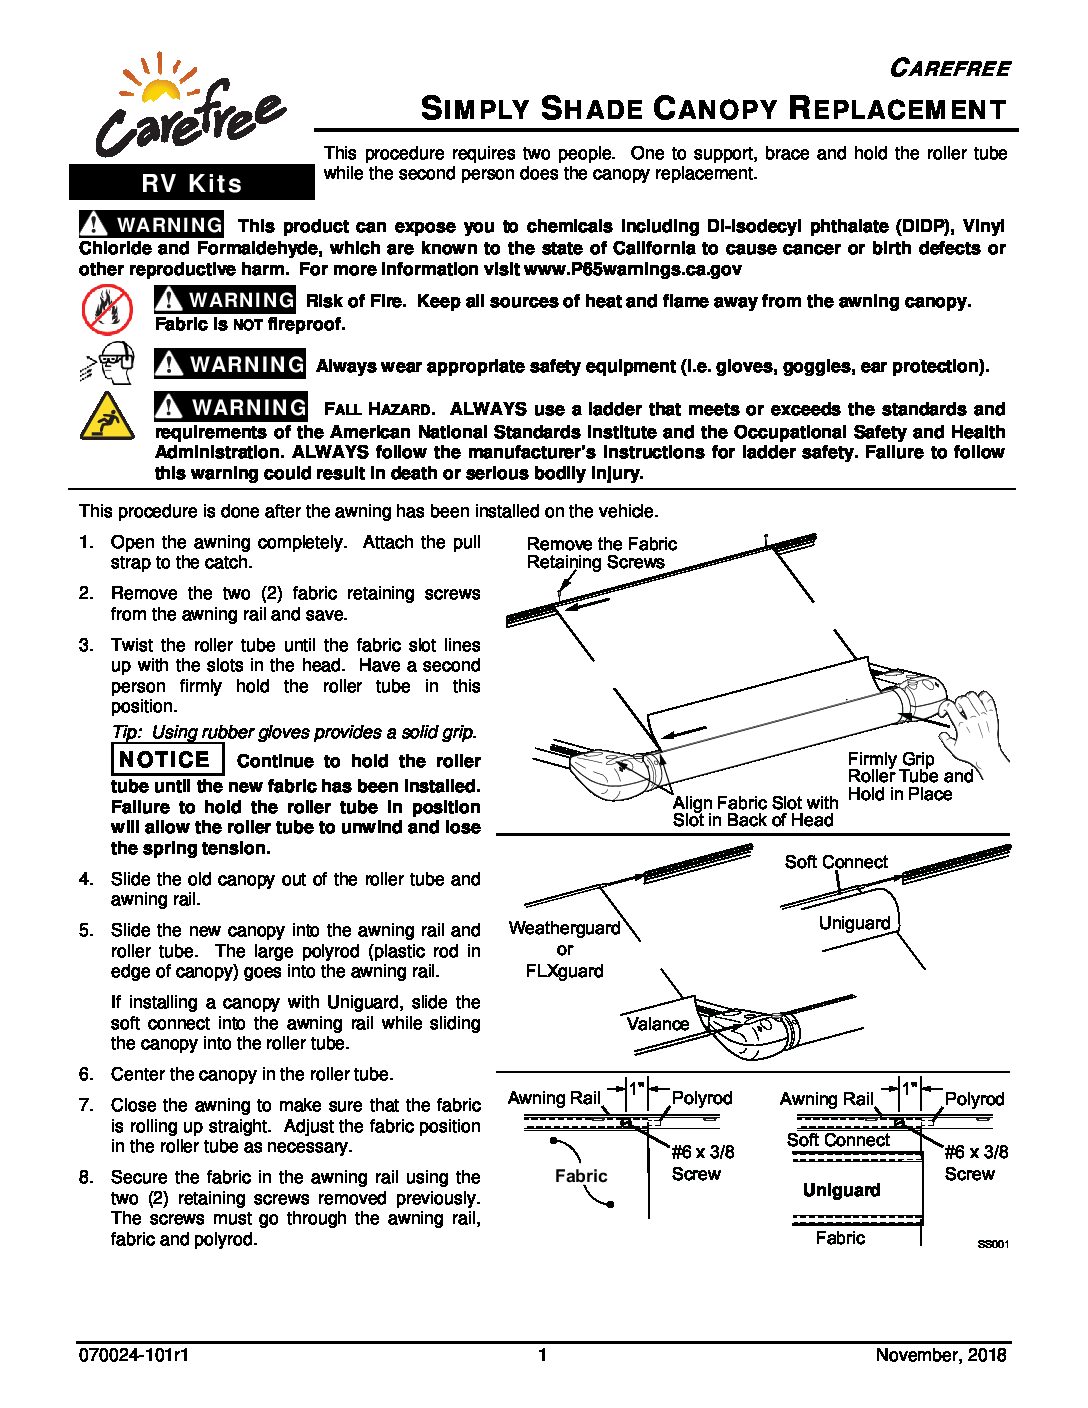 Carefree
CAREFREE
SIMPLY SHADE CANOPY REPLACEMENT
RV Kits
This procedure requires two people. One to support, brace and hold the roller tube
while the second person does the canopy replacement.
WARNING This product can expose you to chemicals including Di-isodecyl phthalate (DIDP), Vinyl
Chloride and Formaldehyde, which are known to the state of California to cause cancer or birth defects or
other reproductive harm. For more information visit www.P65warnings.ca.gov
WARNING Risk of Fire. Keep all sources of heat and flame away from the awning canopy.
Fabric is NOT fireproof.
WARNING Always wear appropriate safety equipment (i.e. gloves, goggles, ear protection).
WARNING FALL HAZARD. ALWAYS use a ladder that meets or exceeds the standards and
requirements of the American National Standards Institute and the Occupational Safety and Health
Administration. ALWAYS follow the manufacturer's instructions for ladder safety. Failure to follow
this warning could result in death or serious bodily injury.
This procedure is done after the awning has been installed on the vehicle.
1. Open the awning completely. Attach the pull
strap to the catch.
2. Remove the two (2) fabric retaining screws
from the awning rail and save.
3. Twist the roller tube until the fabric slot lines
up with the slots in the head. Have a second
person firmly hold the roller tube in this
position.
Tip: Using rubber gloves provides a solid grip.
NOTICE Continue to hold the roller
tube until the new fabric has been installed.
Failure to hold the roller tube in position
will allow the roller tube to unwind and lose
the spring tension.
4. Slide the old canopy out of the roller tube and
awning rail.
5. Slide the new canopy into the awning rail and
roller tube. The large polyrod (plastic rod in
edge of canopy) goes into the awning rail.
If installing a canopy with Uniguard, slide the
soft connect into the awning rail while sliding
the canopy into the roller tube.
6. Center the canopy in the roller tube.
7. Close the awning to make sure that the fabric
is rolling up straight. Adjust the fabric position
in the roller tube as necessary.
8. Secure the fabric in the awning rail using the
two (2) retaining screws removed previously.
The screws must go through the awning rail,
fabric and polyrod.
Remove the Fabric
Retaining Screws
Firmly Grip
Roller Tube and
Hold in Place
Align Fabric Slot with
Slot in Back of Head
Soft Connect
Uniguard
Weatherguard
or
FLXguard
Valance
Awning Rail
1"
Polyrod
#6 x 3/8
Screw
Fabric
Awning Rail
1"
Polyrod
Soft Connect
#6 x 3/8
Screw
Uniguard
Fabric
SS001
070024-101r1
1
November, 2018